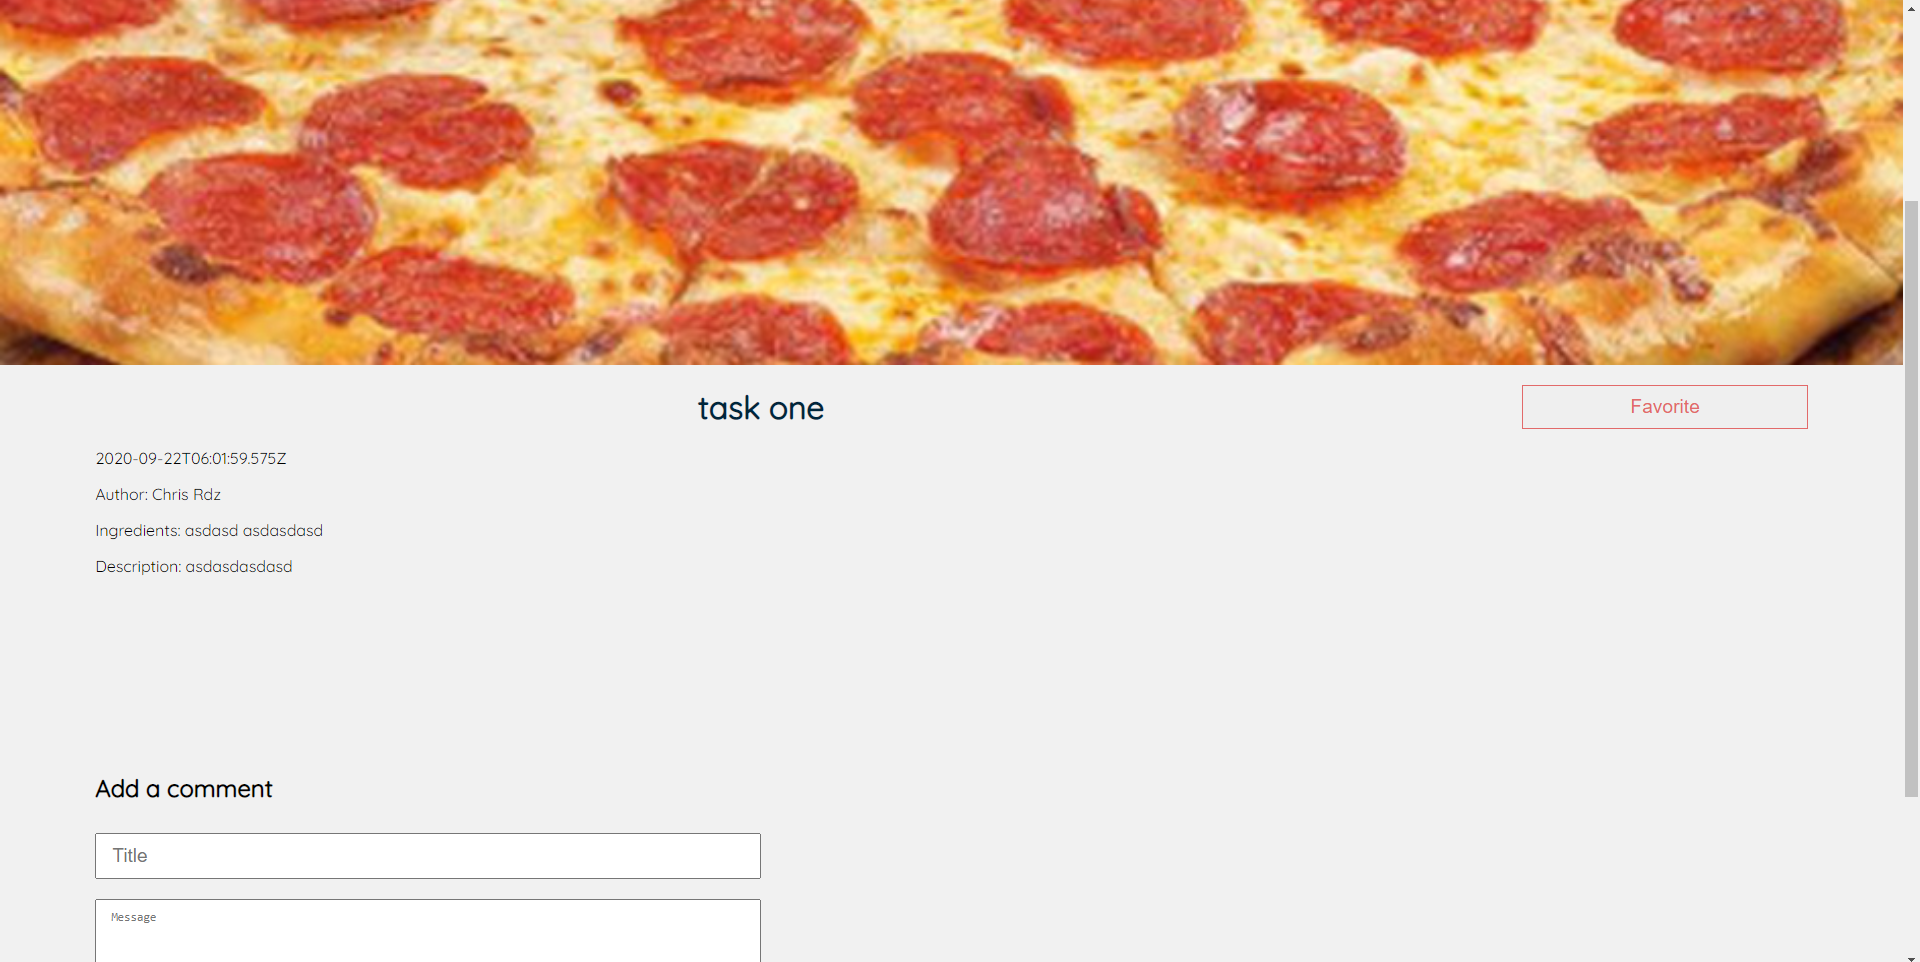 task one
Favorite
2020-09-22T06:01:59.575Z
Author: Chris Rdz
Ingredients: asdasd asdasdasd
Description: asdasdasdasd
Add a comment
Title
Message